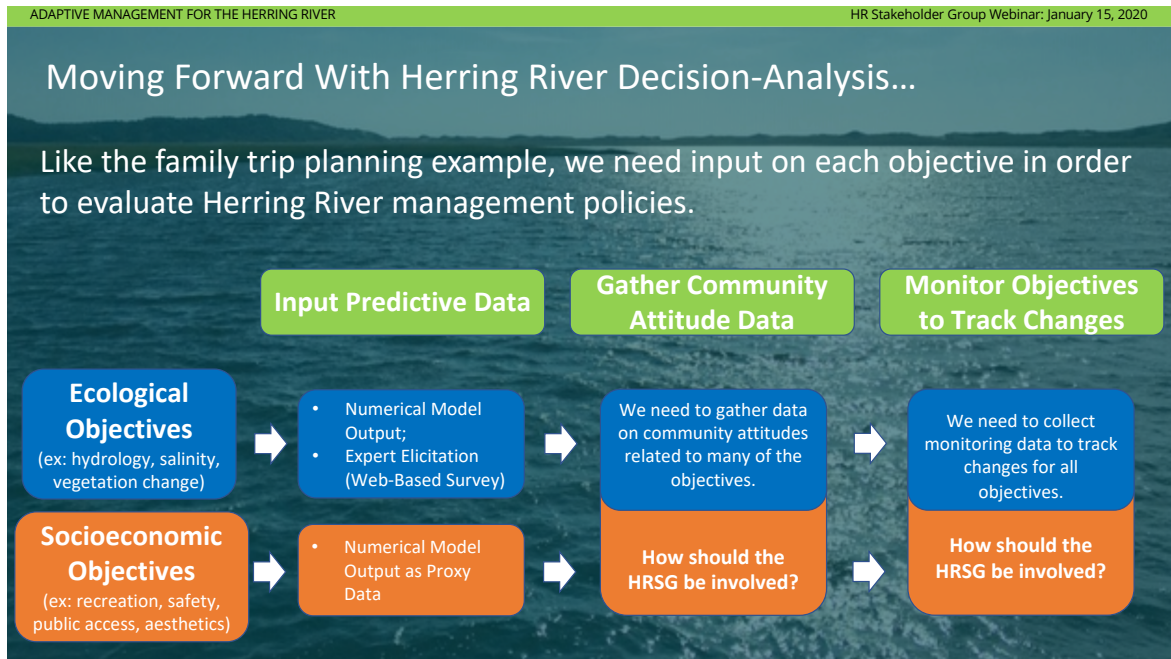 ADAPTIVE MANAGEMENT FOR THE HERRING RIVER
HR Stakeholder Group Webinar: January 15, 2020
Moving Forward With Herring River Decision-Analysis…
Like the family trip planning example, we need input on each objective in order
to evaluate Herring River management policies.
Input Predictive Data
Gather Community
Attitude Data
Monitor Objectives
to Track Changes
Ecological
Objectives
(ex: hydrology, salinity,
vegetation change)
• Numerical Model
Output;
• Expert Elicitation
(Web-Based Survey)
We need to gather data
on community attitudes
related to many of the
objectives.
We need to collect
monitoring data to track
changes for all
objectives.
Socioeconomic
Objectives
(ex: recreation, safety,
public access, aesthetics)
• Numerical Model
Output as Proxy
Data
How should the
HRSG be involved?
How should the
HRSG be involved?